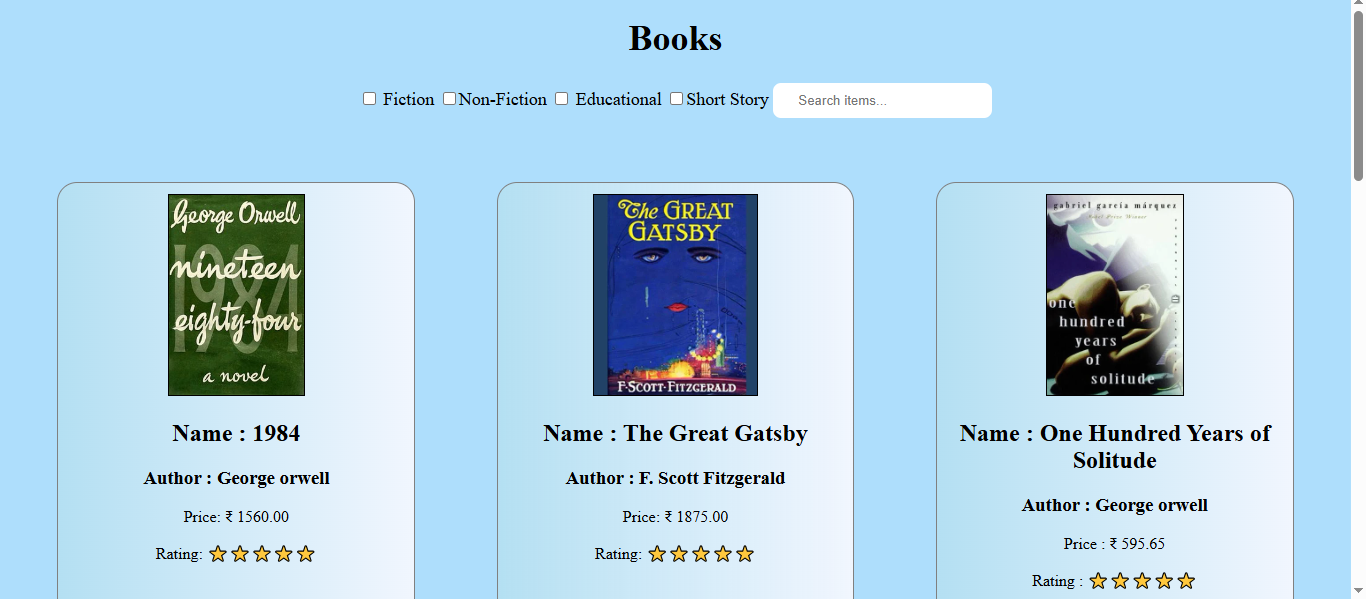 Books
Fiction Non-Fiction Educational Short Story Search items...
George Orwell
1984
nineteen
eighty-four
a novel
Name : 1984
Author : George orwell
Price: ₹ 1560.00
Rating:
The GREAT
GATSBY
F·SCOTT·FITZGERALD
Name : The Great Gatsby
Author : F. Scott Fitzgerald
Price: ₹ 1875.00
Rating:
gabriel garcía márquez
Nobel Prize Winner
one
hundred
years
of
solitude
Name : One Hundred Years of
Solitude
Author : George orwell
Price : ₹ 595.65
Rating :